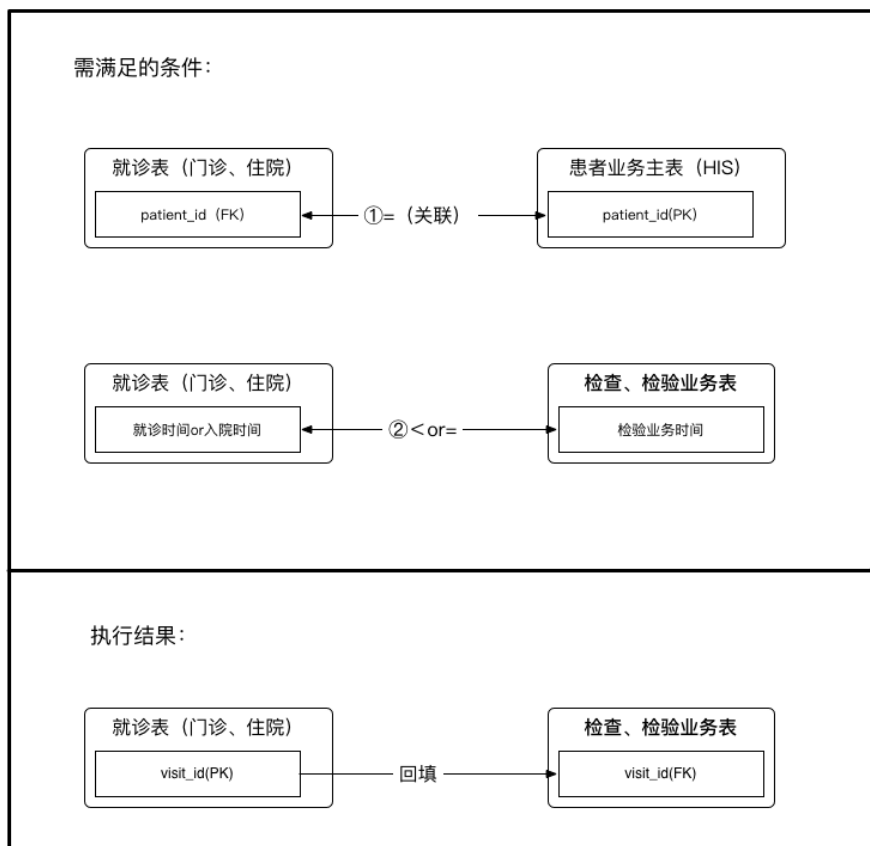 需满足的条件：
就诊表（门诊、住院）
患者业务主表（HIS）
patient_id（FK）
①=（关联）
patient_id(PK)
就诊表（门诊、住院）
检查、检验业务表
就诊时间or入院时间
②＜or=
检验业务时间
执行结果：
就诊表（门诊、住院）
检查、检验业务表
visit_id(PK)
回填
visit_id(FK)